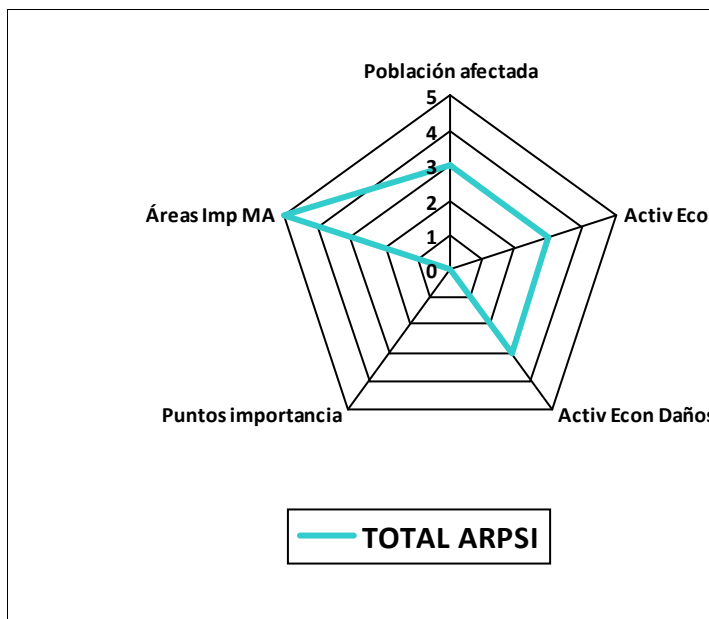 Población afectada
5
4
3
2
1
0
Áreas Imp MA
Activ Econ
Puntos importancia
Activ Econ Daños
TOTAL ARPSI